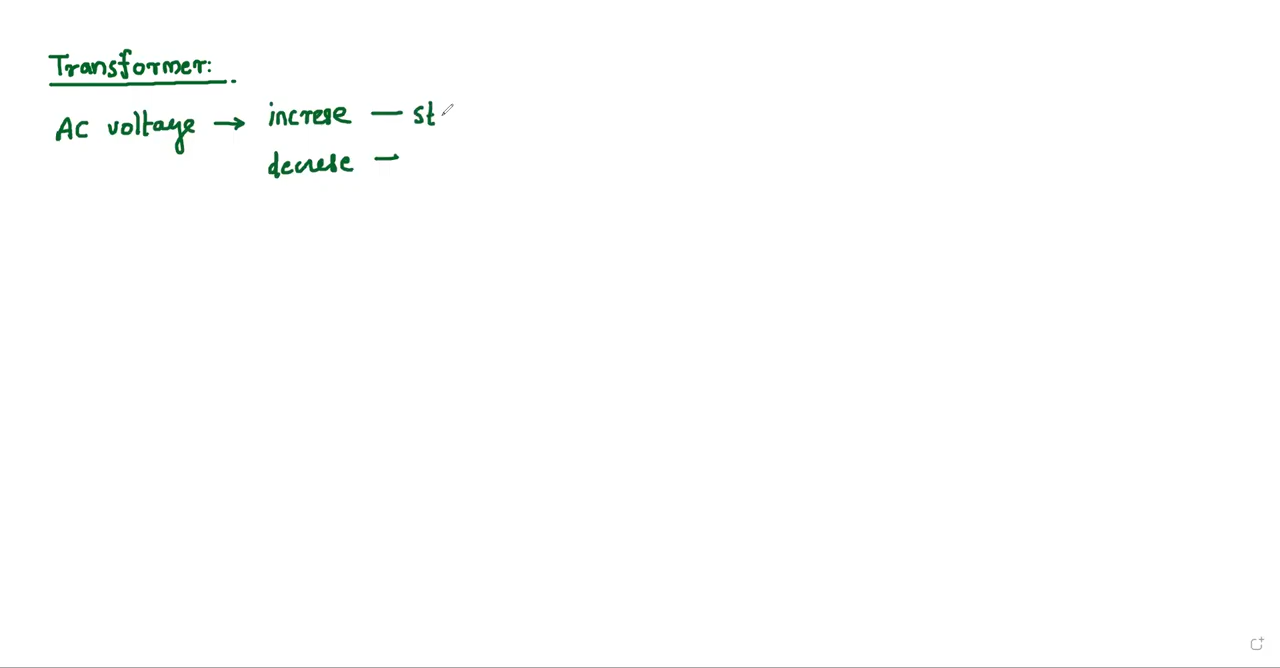 Transformer:
AC voltage → increse — st
decrese —